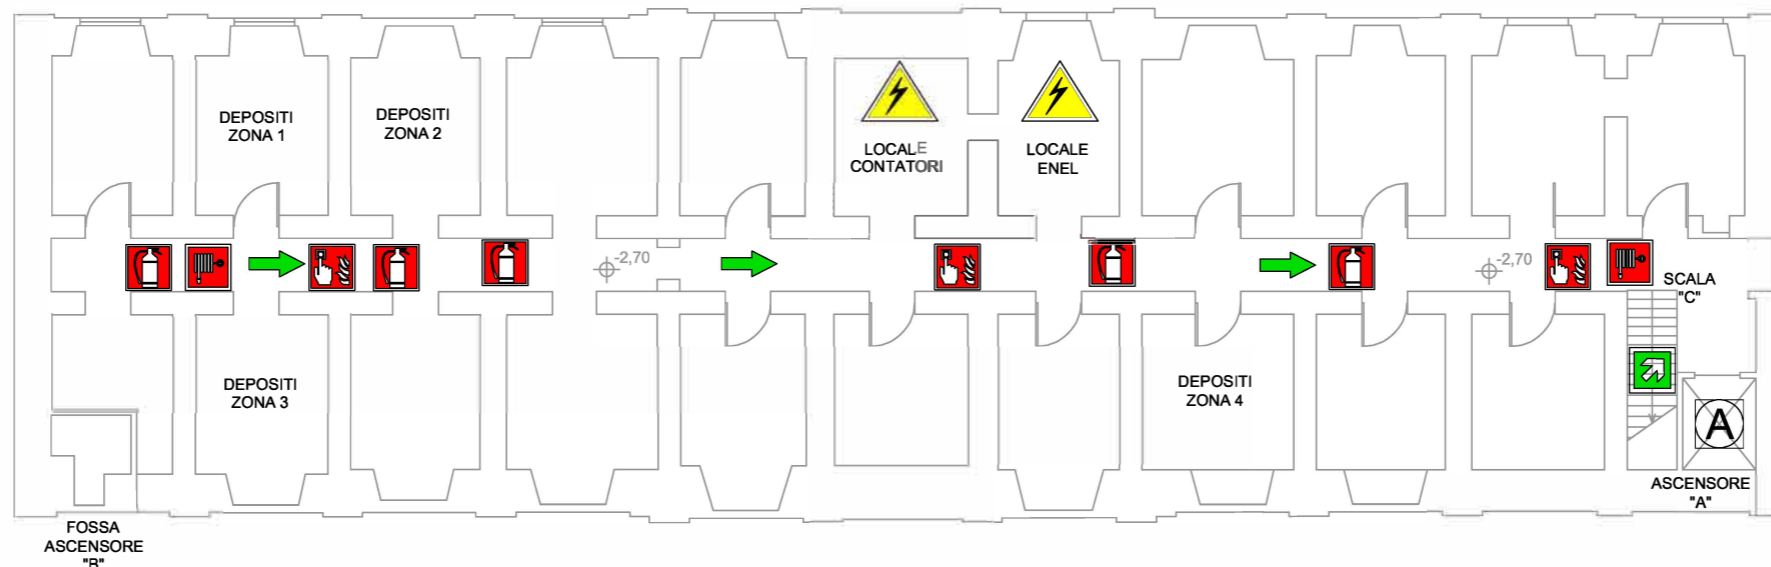 DEPOSITI
ZONA 1
DEPOSITI
ZONA 2
LOCALE
CONTATORI
LOCALE
ENEL
-2,70
-2,70
SCALA
"C"
DEPOSITI
ZONA 3
DEPOSITI
ZONA 4
A
ASCENSORE
"A"
FOSSA
ASCENSORE
"B"